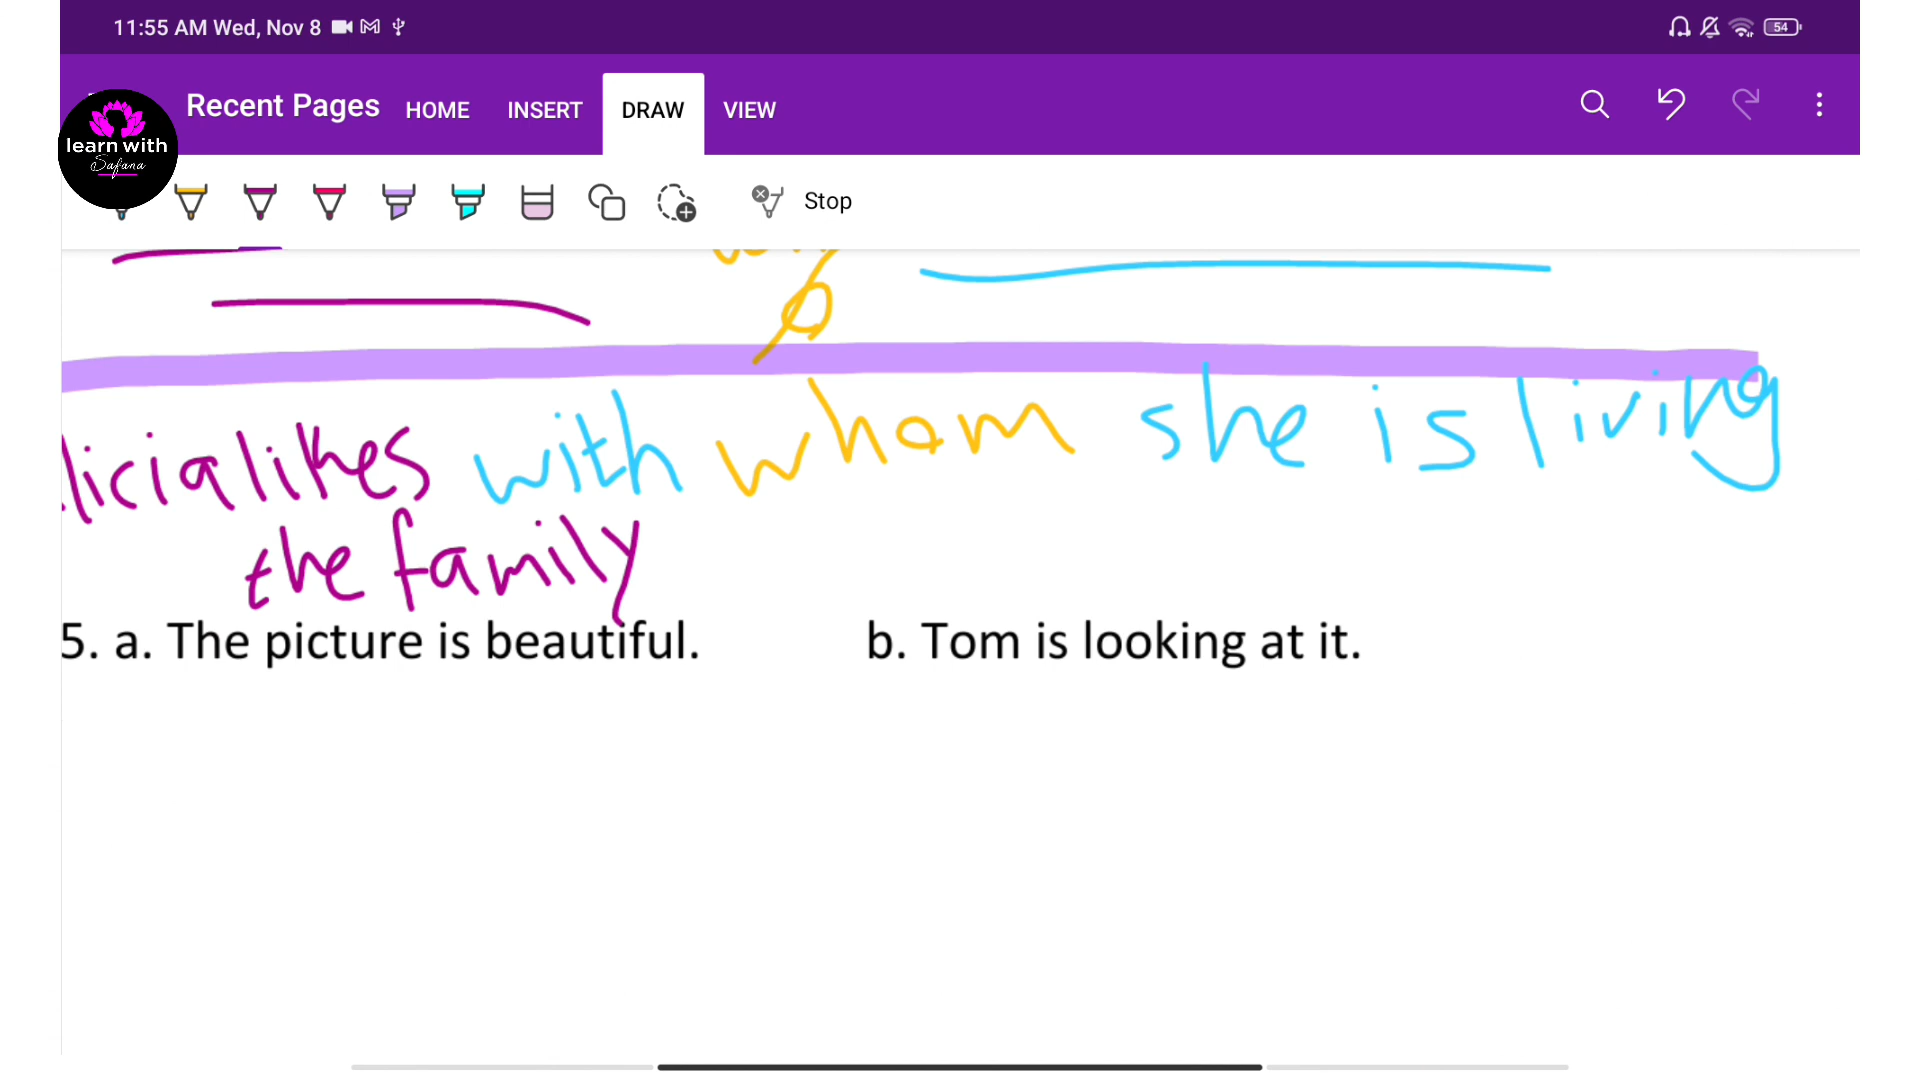 11:55 AM Wed, Nov 8
54
learn with
Safana
Recent Pages HOME INSERT DRAW VIEW
Stop
licia likes with whom she is living
the family
5. a. The picture is beautiful. b. Tom is looking at it.